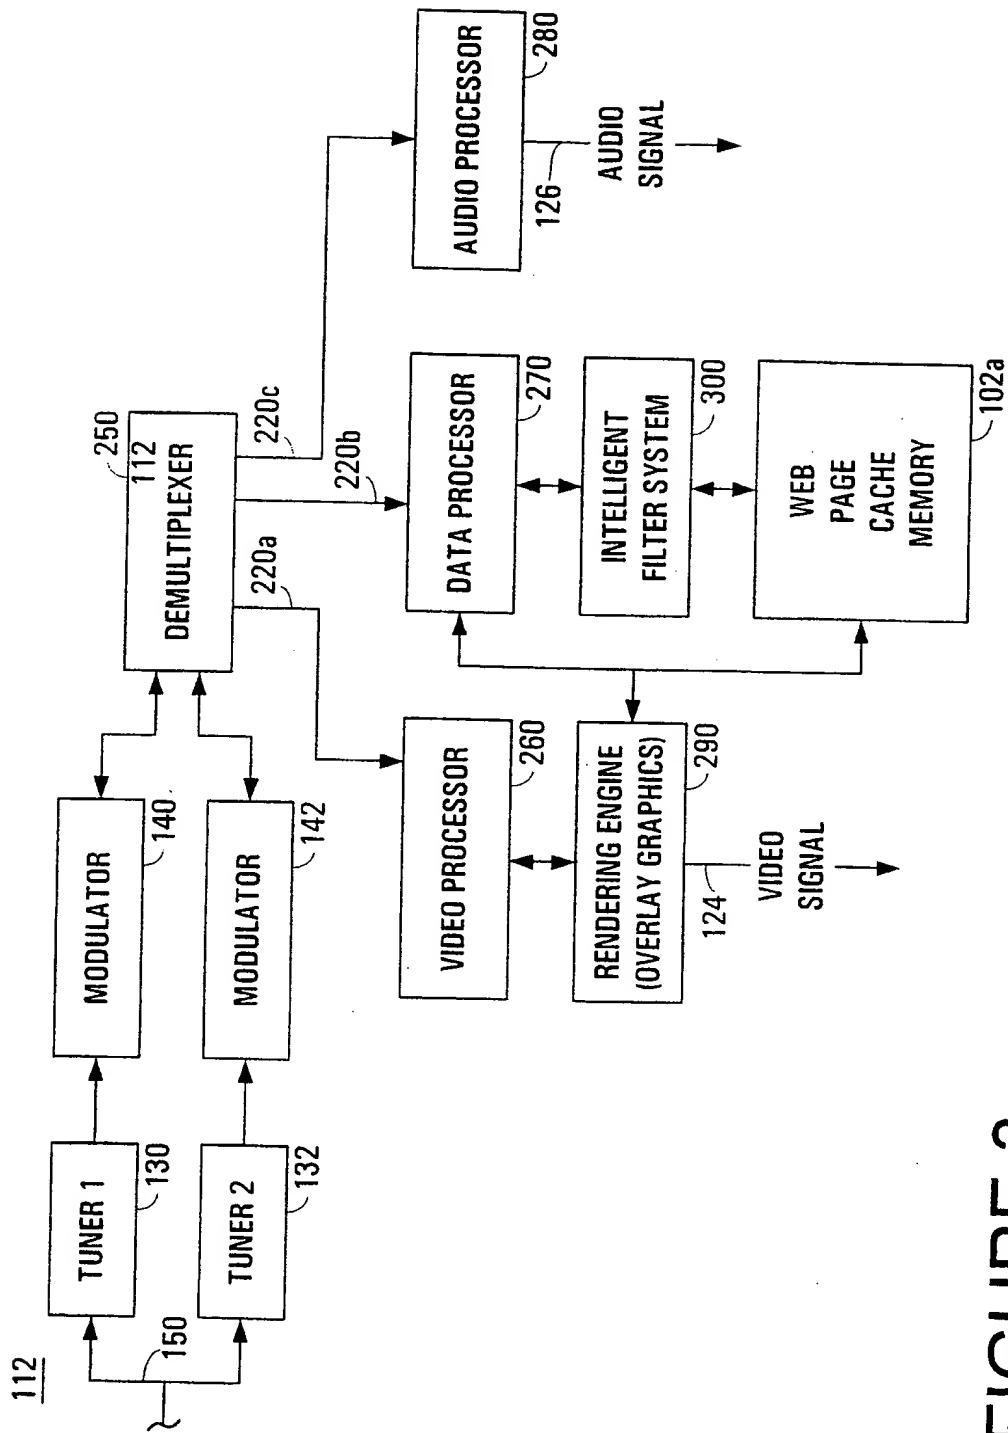 112
150
TUNER 1
130
TUNER 2
132
MODULATOR
140
MODULATOR
142
250
112
DEMULTIPLEXER
220a
220b
220c
VIDEO PROCESSOR
260
RENDERING ENGINE
(OVERLAY GRAPHICS)
290
124
VIDEO
SIGNAL
DATA PROCESSOR
270
INTELLIGENT
FILTER SYSTEM
300
WEB
PAGE
CACHE
MEMORY
102a
AUDIO PROCESSOR
280
126
AUDIO
SIGNAL
FIGURE